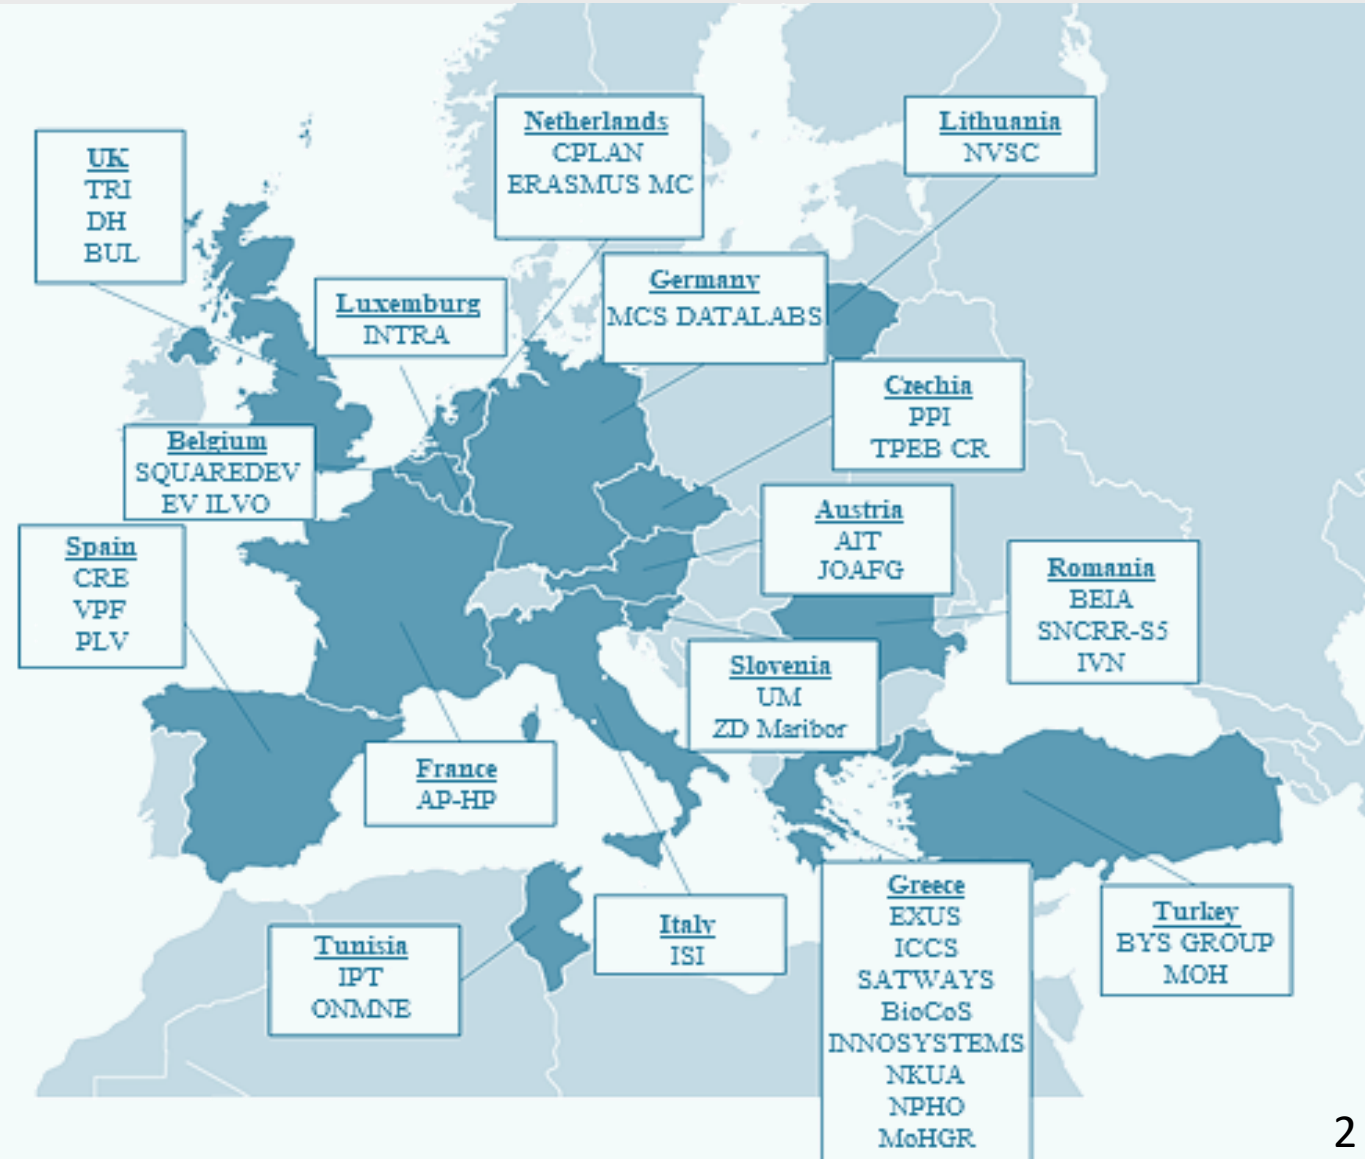 Netherlands
CPLAN
ERASMUS MC
Lithuania
NVSC
UK
TRI
DH
BUL
Germany
MCS DATALABS
Luxemburg
INTRA
Czechia
PPI
TPEB CR
Belgium
SQUAREDEV
EV ILVO
Austria
AIT
JOAFG
Spain
CRE
VPF
PLV
Romania
BEIA
SNCRR-S5
IVN
Slovenia
UM
ZD Maribor
France
AP-HP
Greece
EXUS
ICCS
SATWAYS
BioCoS
INNOSYSTEMS
NKUA
NPHO
MoHGR
Turkey
BYS GROUP
MOH
Italy
ISI
Tunisia
IPT
ONMNE
2